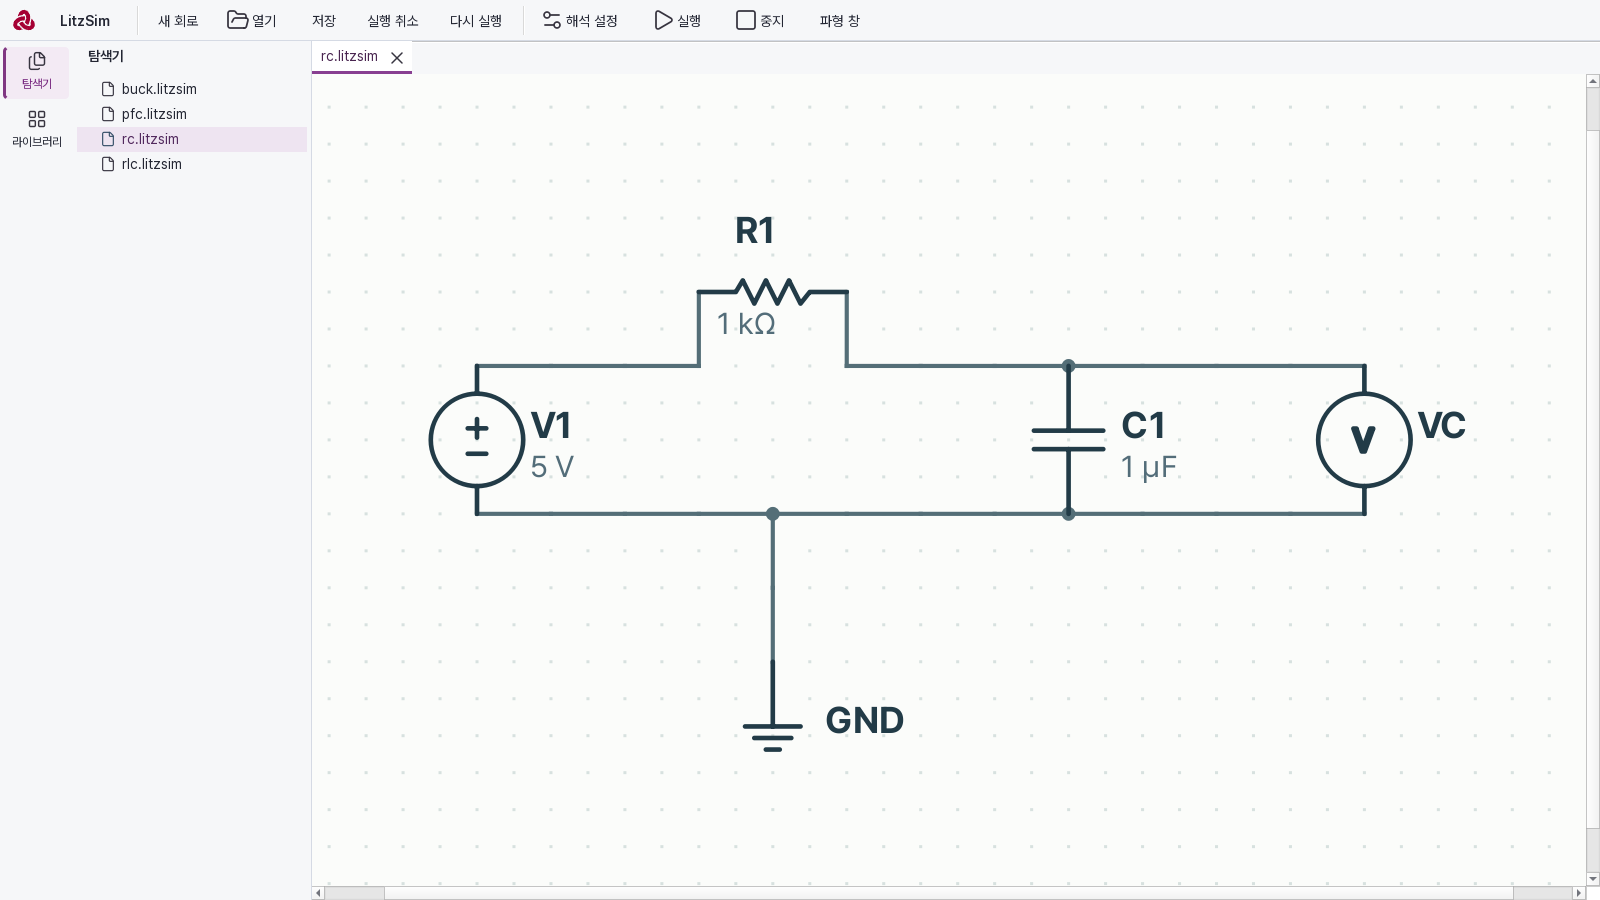 LitzSim
새 회로
열기
저장
실행 취소
다시 실행
해석 설정
실행
중지
파형 창
탐색기
라이브러리
탐색기
buck.litzsim
pfc.litzsim
rc.litzsim
rlc.litzsim
rc.litzsim
R1
1 kΩ
V1
5 V
C1
1 µF
V
VC
GND